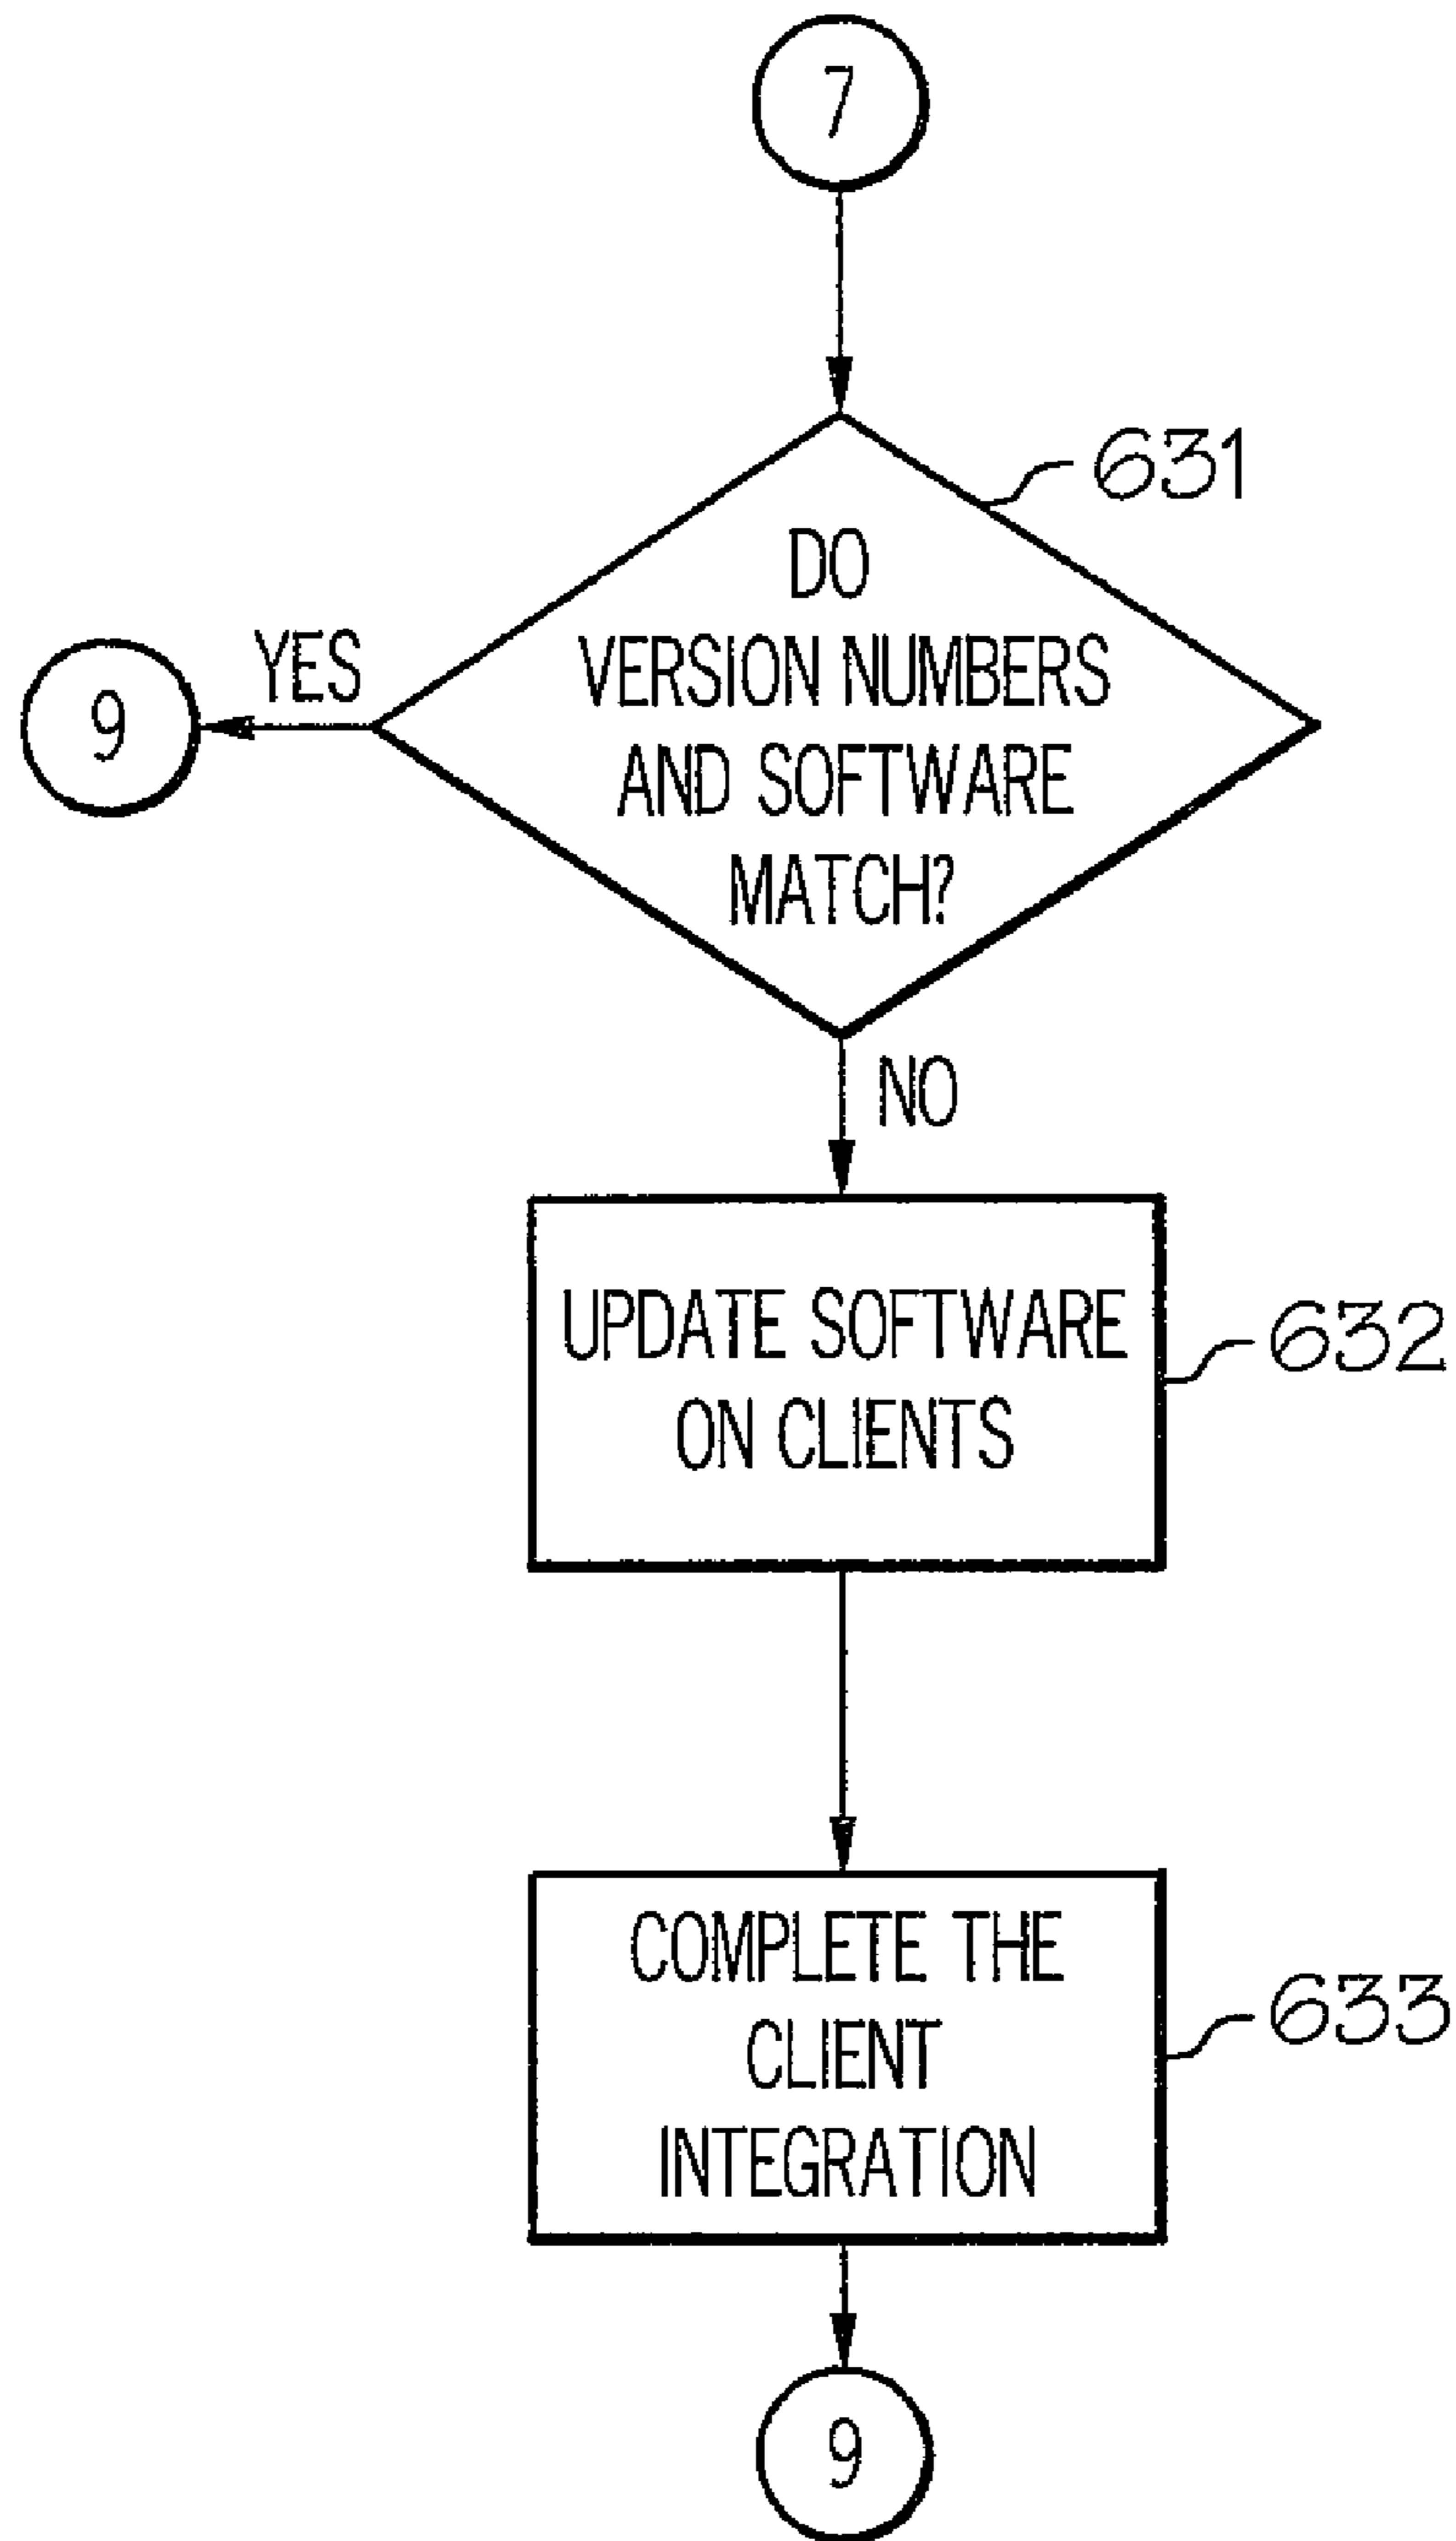 7
631
DO
VERSION NUMBERS
AND SOFTWARE
MATCH?
YES
9
NO
UPDATE SOFTWARE
ON CLIENTS
632
COMPLETE THE
CLIENT
INTEGRATION
633
9